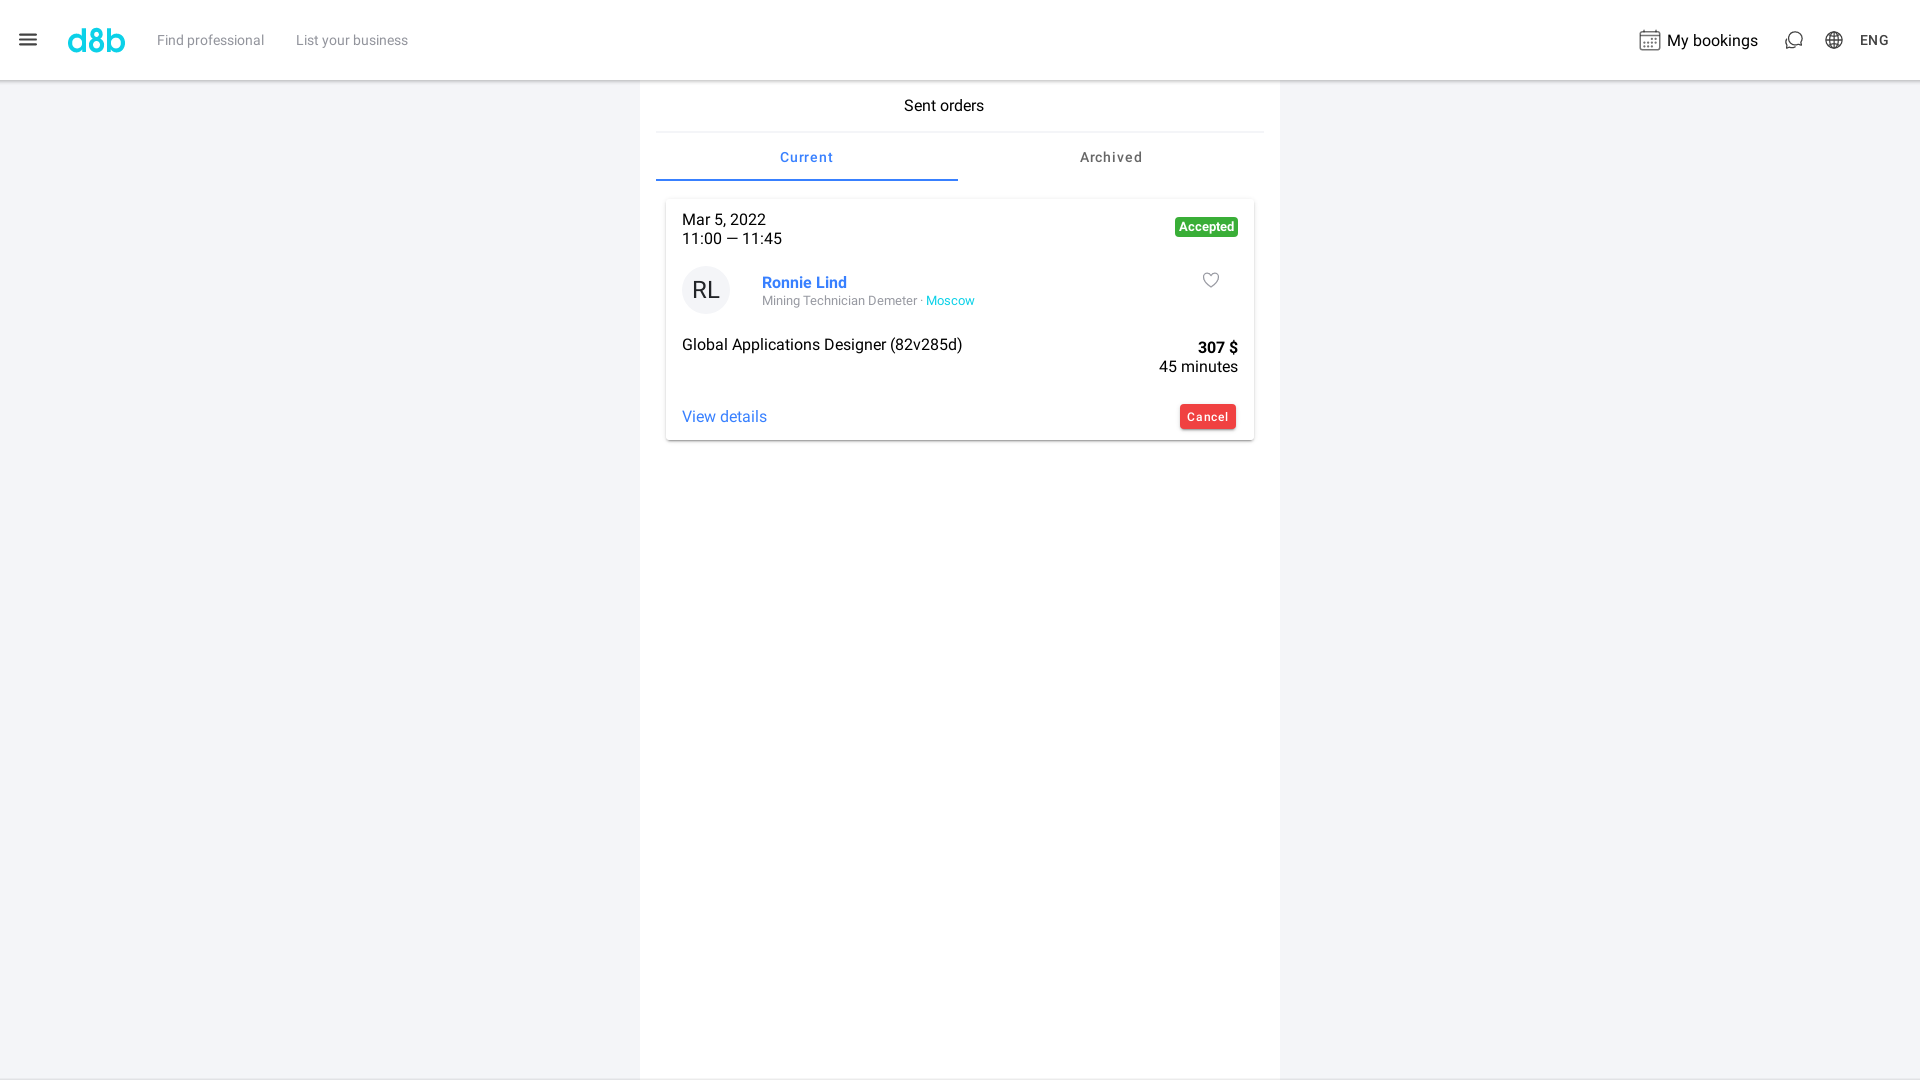 d8b
Find professional
List your business
My bookings
ENG
Sent orders
Current
Archived
Mar 5, 2022
11:00 — 11:45
Accepted
RL
Ronnie Lind
Mining Technician Demeter · Moscow
Global Applications Designer (82v285d)
307 $
45 minutes
View details
Cancel